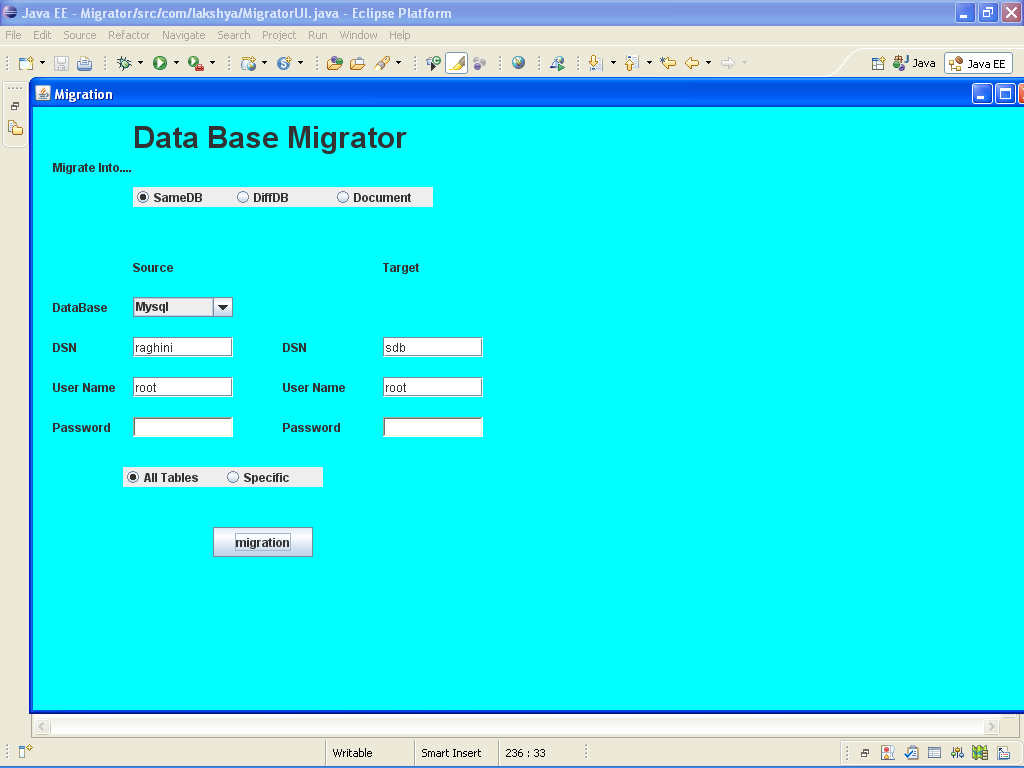 Java EE - Migrator/src/com/lakshya/MigratorUI.java - Eclipse Platform
File Edit Source Refactor Navigate Search Project Run Window Help
Java Java EE
Migration
Data Base Migrator
Migrate Into....
SameDB DiffDB Document
Source Target
DataBase Mysql
DSN raghini DSN sdb
User Name root User Name root
Password Password
All Tables Specific
migration
Writable Smart Insert 236 : 33